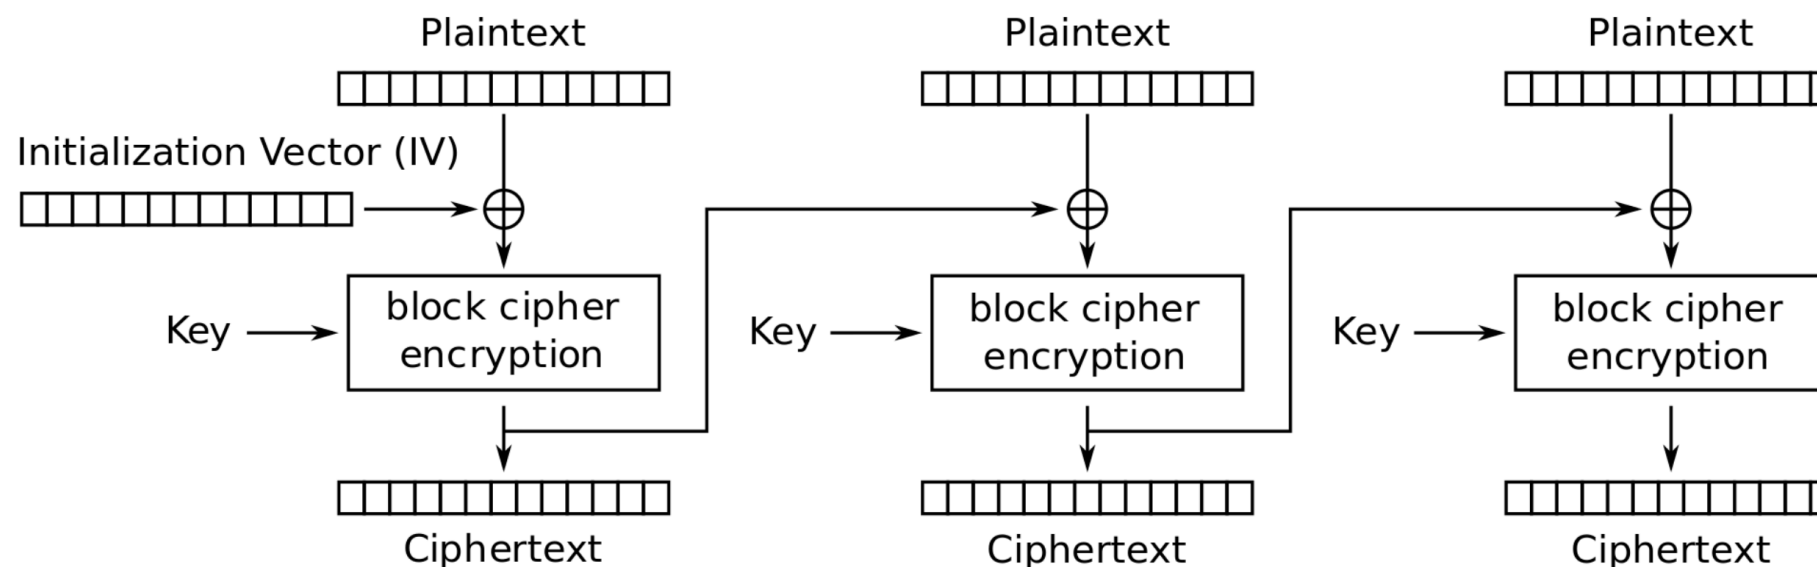 Plaintext
Plaintext
Plaintext
Initialization Vector (IV)
Key
block cipher
encryption
Key
block cipher
encryption
Key
block cipher
encryption
Ciphertext
Ciphertext
Ciphertext